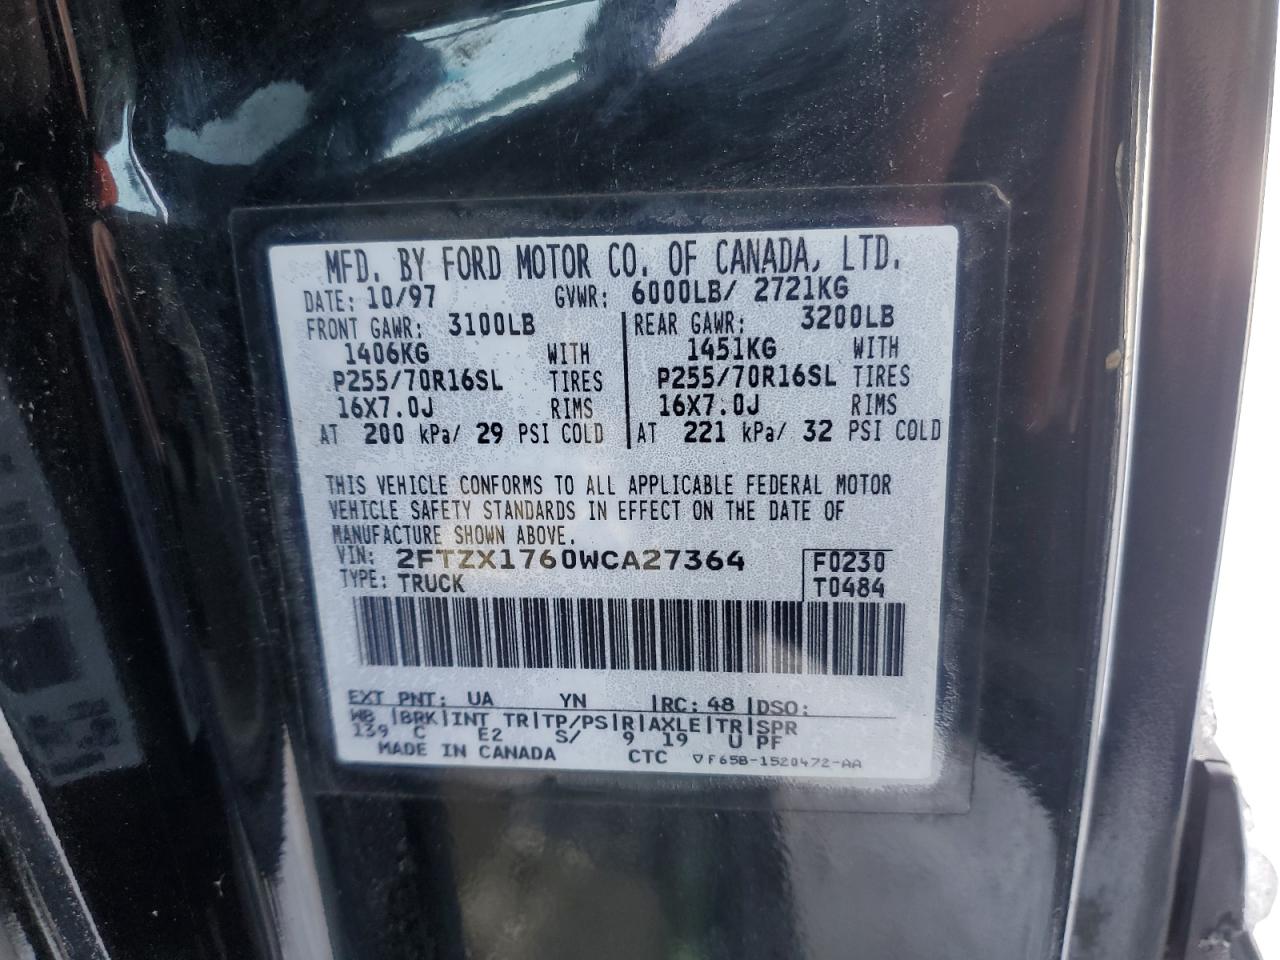 MFD. BY FORD MOTOR CO. OF CANADA, LTD.
DATE: 10/97 GVWR: 6000LB/ 2721KG
FRONT GAWR: 3100LB REAR GAWR: 3200LB
1406KG WITH 1451KG WITH
P255/70R16SL TIRES P255/70R16SL TIRES
16X7.0J RIMS 16X7.0J RIMS
AT 200 kPa/ 29 PSI COLD AT 221 kPa/ 32 PSI COLD
THIS VEHICLE CONFORMS TO ALL APPLICABLE FEDERAL MOTOR
VEHICLE SAFETY STANDARDS IN EFFECT ON THE DATE OF
MANUFACTURE SHOWN ABOVE.
VIN: 2FTZX1760WCA27364 F0230
TYPE: TRUCK T0484
EXT PNT: UA YN |RC: 48 |DSO:
WB |BRK|INT TR|TP/PS|R|AXLE|TR|SPR
139 C E2 S/ 9 19 U PF
MADE IN CANADA CTC ▽F65B-1520472-AA